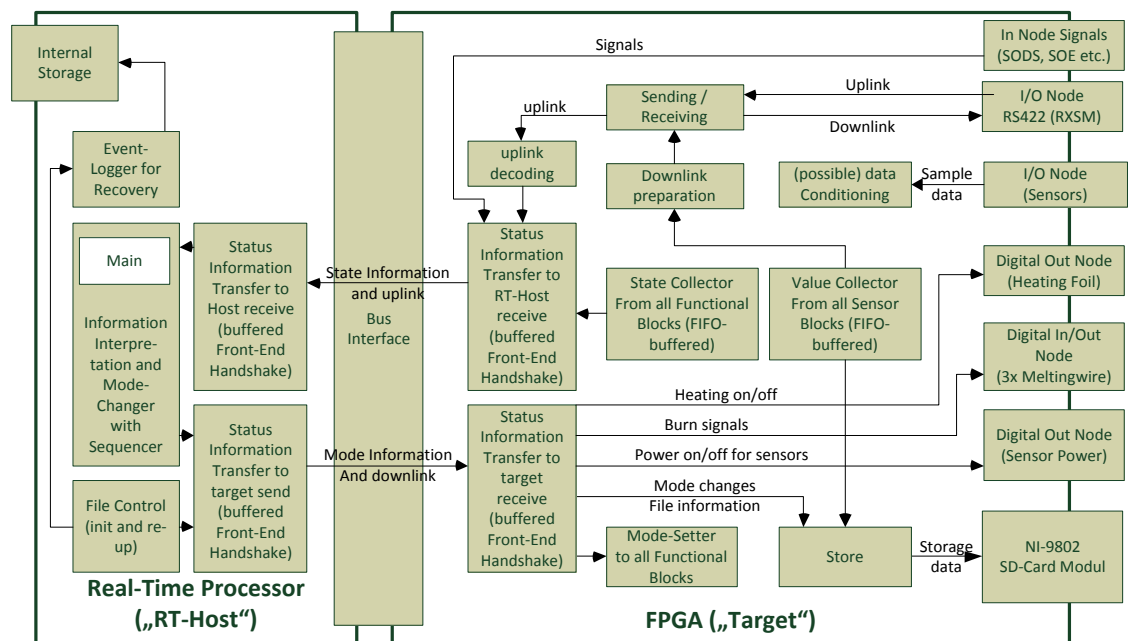 Internal
Storage
Event-
Logger for
Recovery
Main
Information
Interpre-
tation and
Mode-
Changer
with
Sequencer
File Control
(init and re-
up)
Status
Information
Transfer to
Host receive
(buffered
Front-End
Handshake)
Status
Information
Transfer to
target send
(buffered
Front-End
Handshake)
Real-Time Processor
(„RT-Host“)
State Information
and uplink
Bus
Interface
Mode Information
And downlink
Signals
uplink
uplink
decoding
Sending /
Receiving
Uplink
Downlink
Downlink
preparation
(possible) data
Conditioning
Sample
data
Status
Information
Transfer to
RT-Host
receive
(buffered
Front-End
Handshake)
State Collector
From all Functional
Blocks (FIFO-
buffered)
Value Collector
From all Sensor
Blocks (FIFO-
buffered)
Status
Information
Transfer to
target
receive
(buffered
Front-End
Handshake)
Heating on/off
Burn signals
Power on/off for sensors
Mode changes
File information
Mode-Setter
to all Functional
Blocks
Store
Storage
data
In Node Signals
(SODS, SOE etc.)
I/O Node
RS422 (RXSM)
I/O Node
(Sensors)
Digital Out Node
(Heating Foil)
Digital In/Out
Node
(3x Meltingwire)
Digital Out Node
(Sensor Power)
NI-9802
SD-Card Modul
FPGA („Target“)